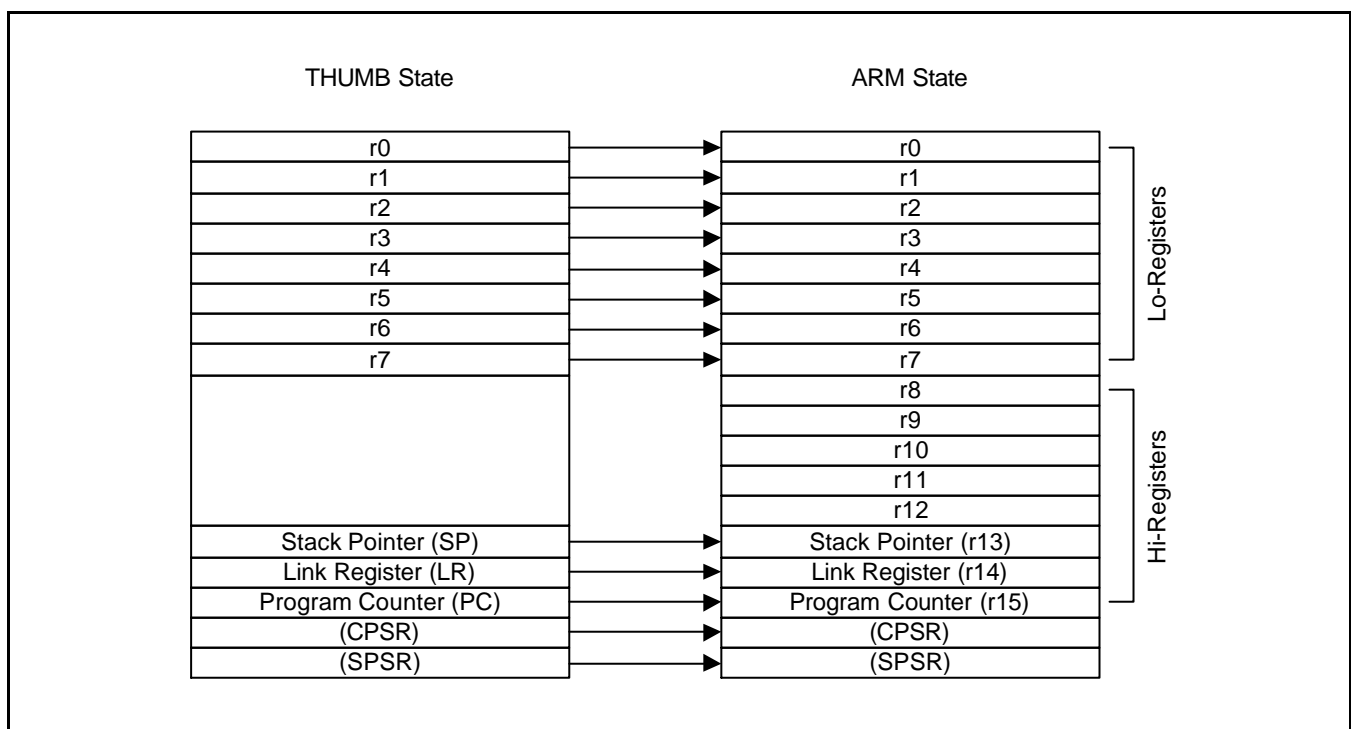 THUMB State
ARM State
r0 r0
r1 r1
r2 r2
r3 r3
r4 r4
r5 r5
r6 r6
r7 r7
r8
r9
r10
r11
r12
Stack Pointer (SP) Stack Pointer (r13)
Link Register (LR) Link Register (r14)
Program Counter (PC) Program Counter (r15)
(CPSR) (CPSR)
(SPSR) (SPSR)
Lo-Registers
Hi-Registers